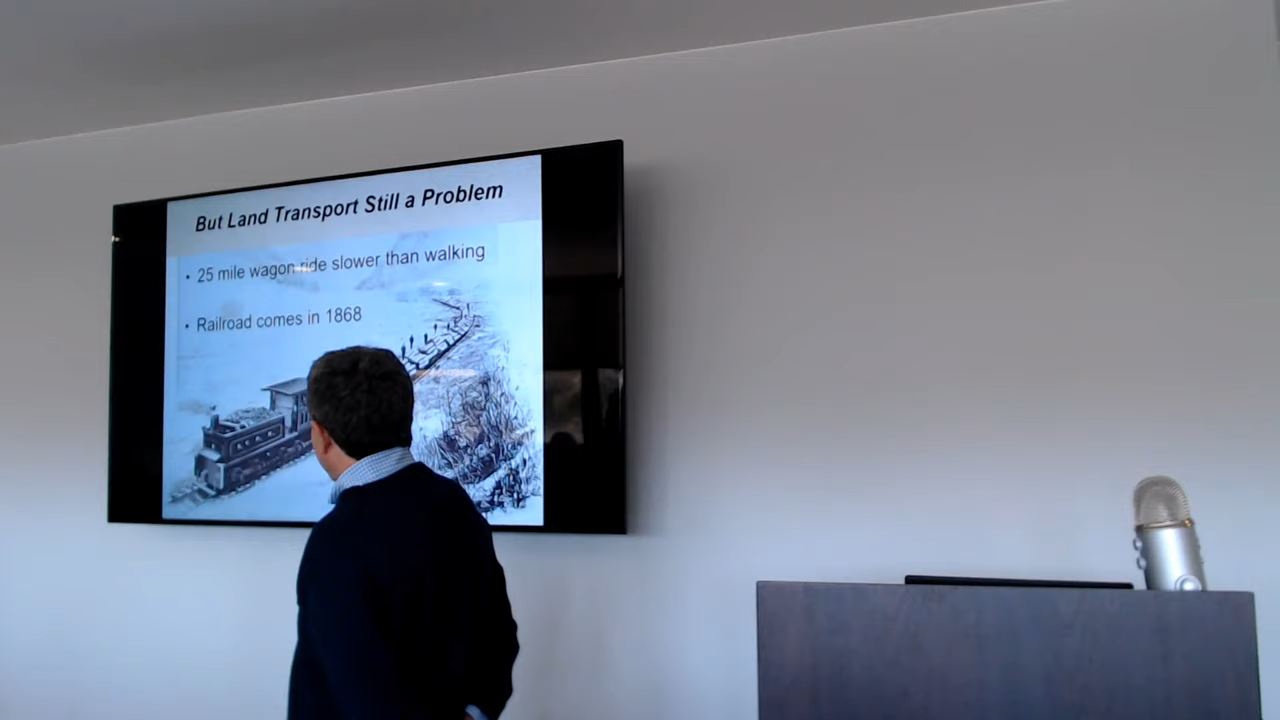 But Land Transport Still a Problem
• 25 mile wagon ride slower than walking
• Railroad comes in 1868